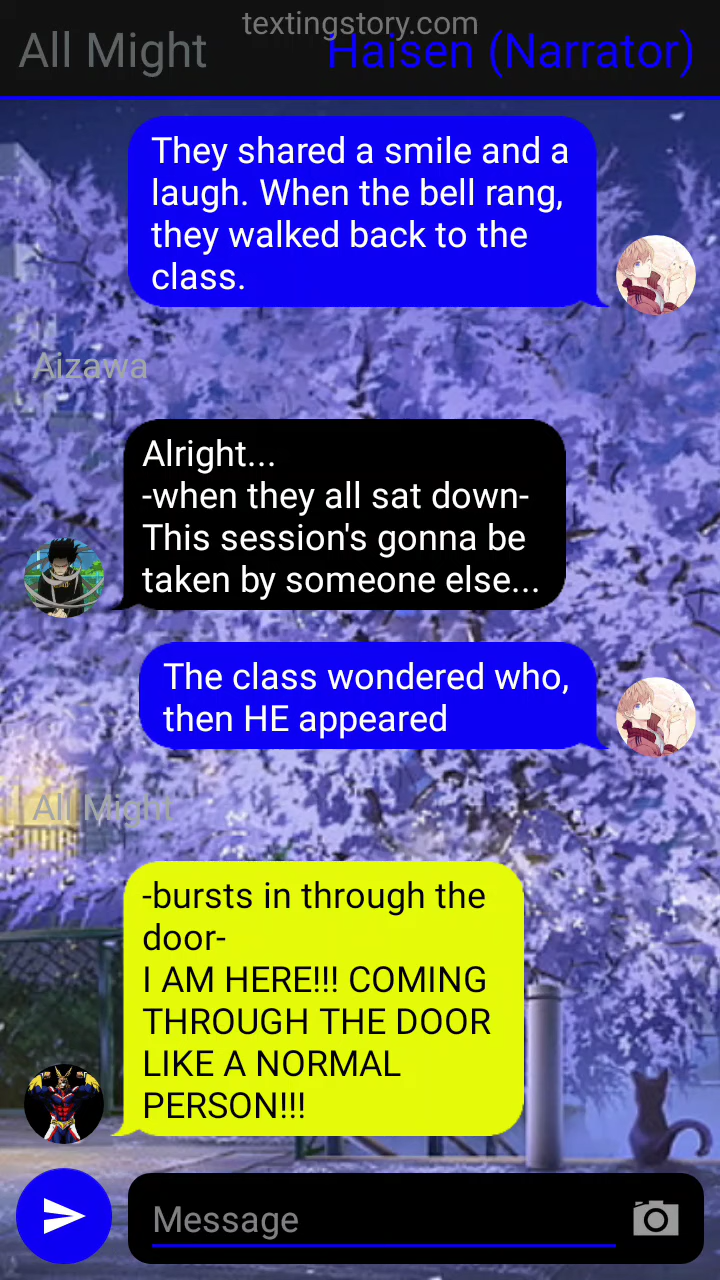 textingstory.com
All Might
Haisen (Narrator)
They shared a smile and a
laugh. When the bell rang,
they walked back to the
class.
Aizawa
Alright...
-when they all sat down-
This session's gonna be
taken by someone else...
The class wondered who,
then HE appeared
All Might
-bursts in through the
door-
I AM HERE!!! COMING
THROUGH THE DOOR
LIKE A NORMAL
PERSON!!!
Message